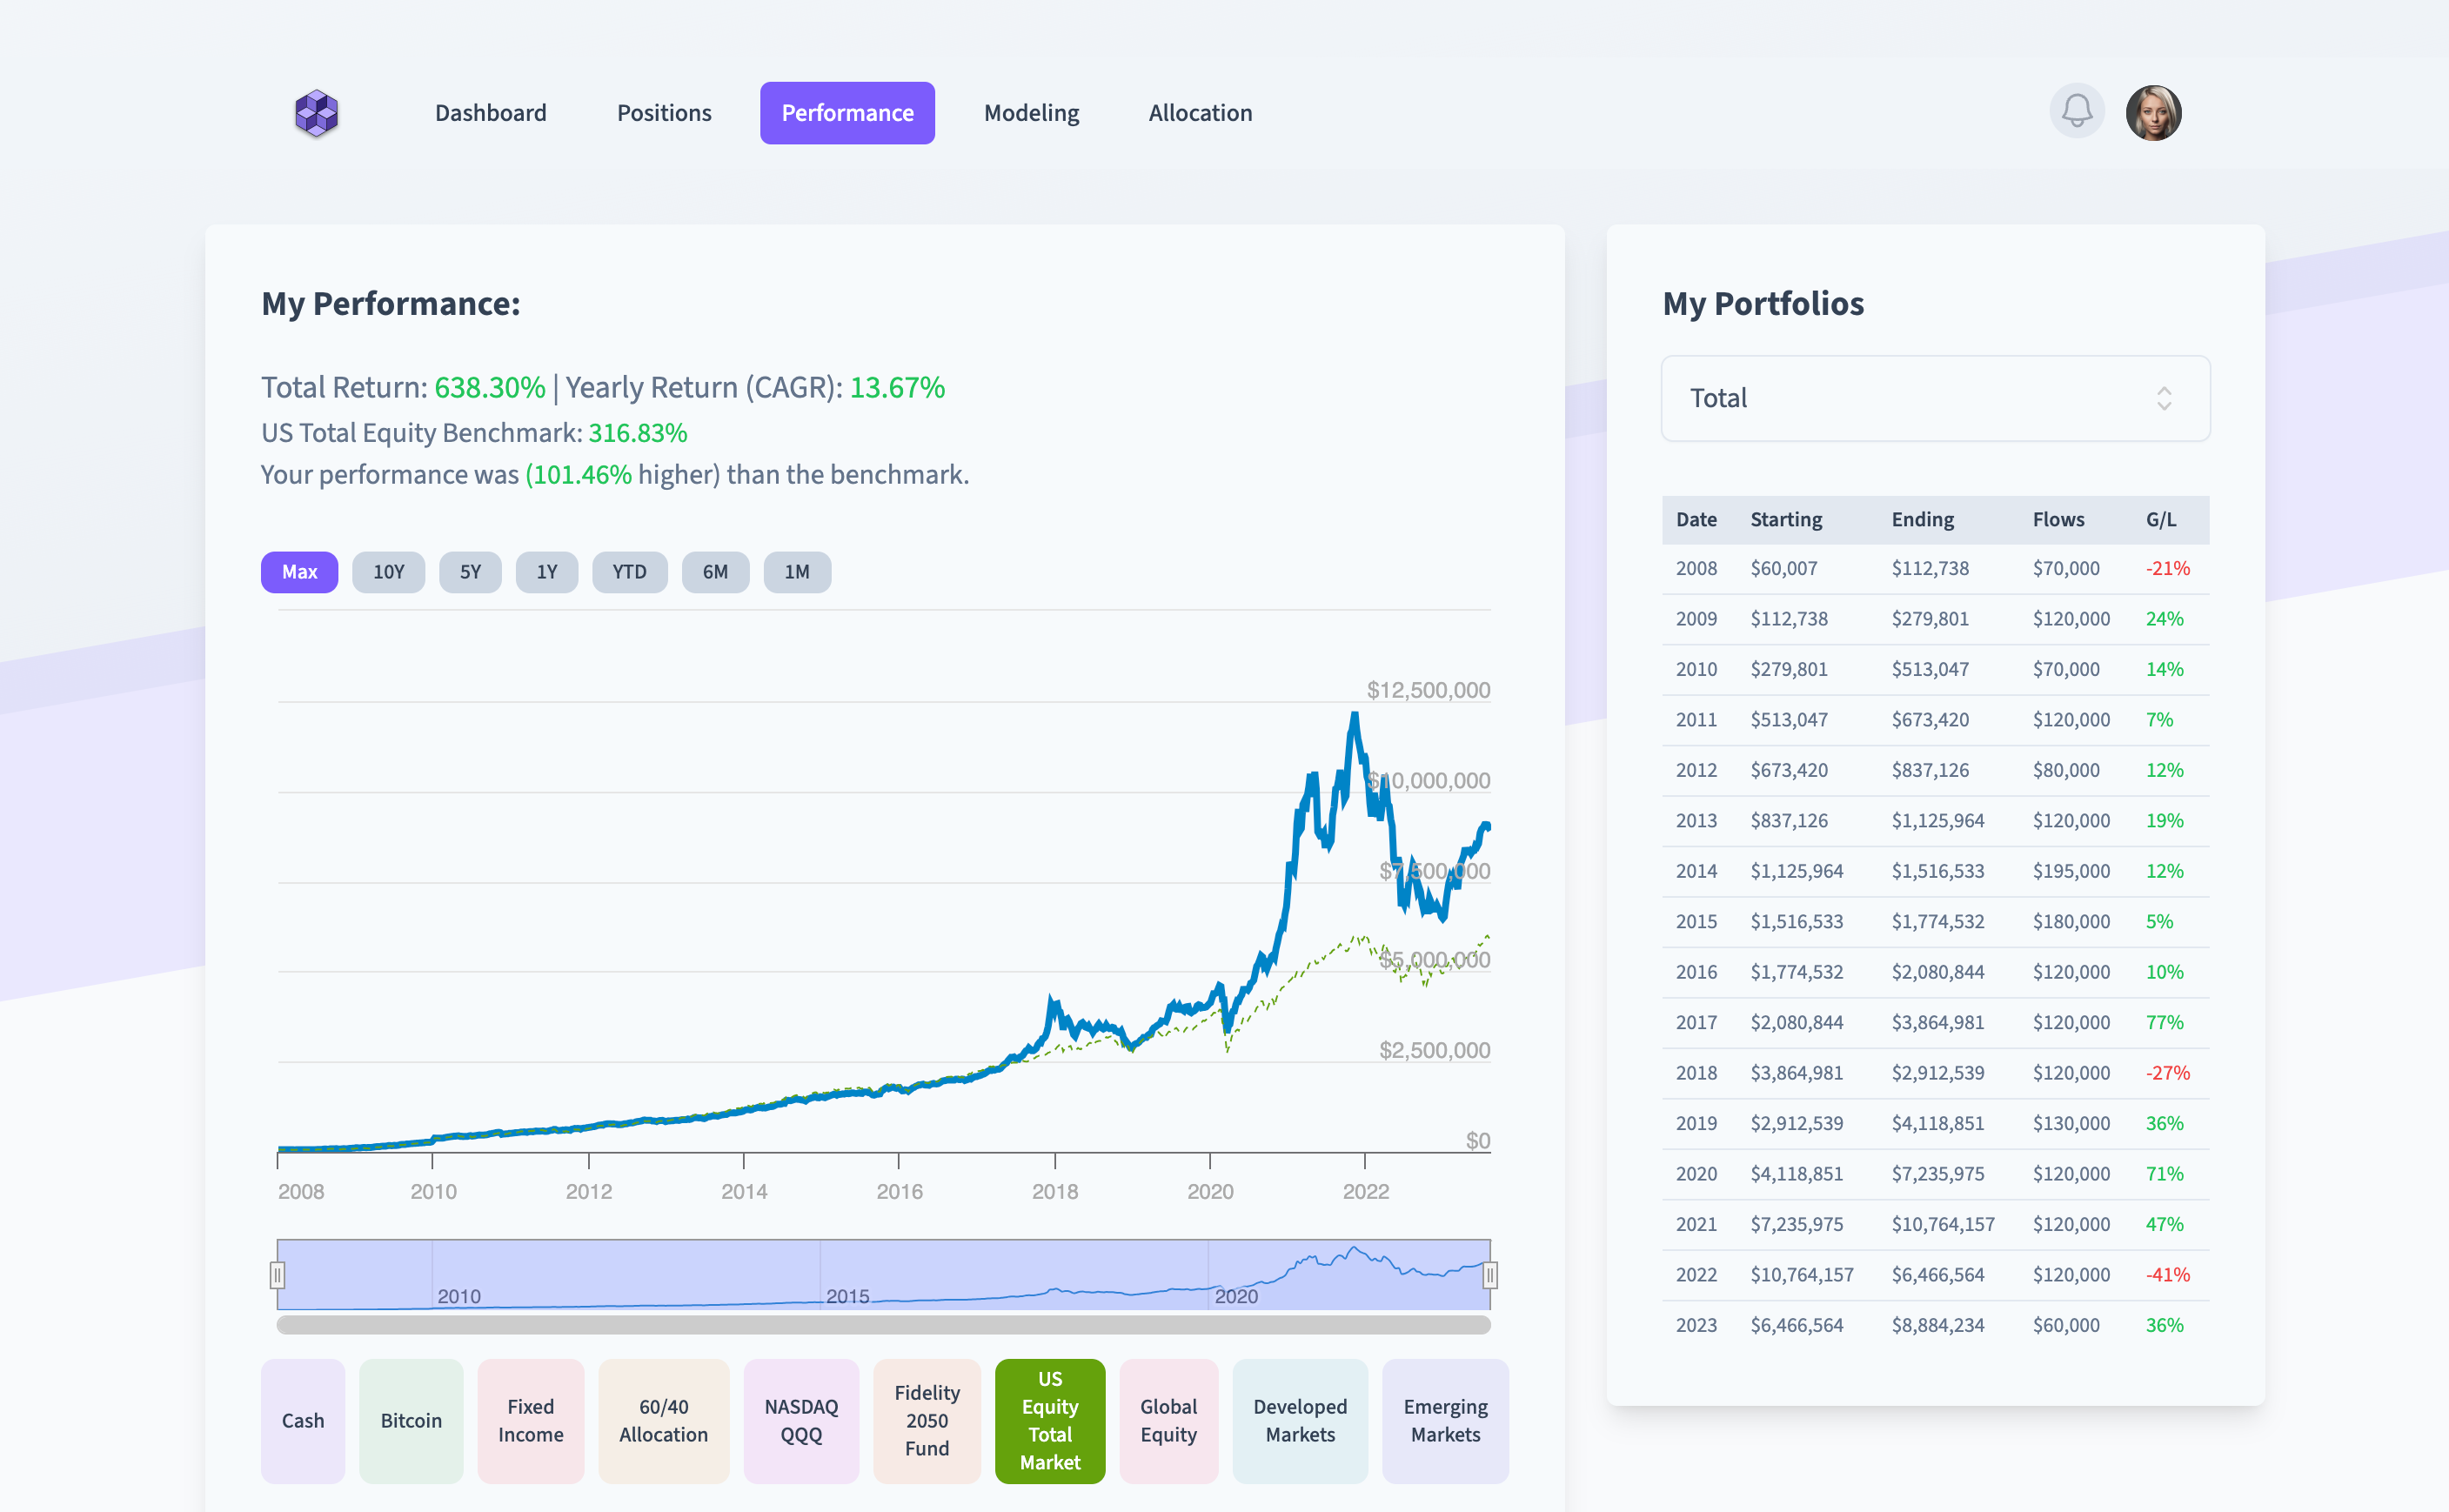 Dashboard Positions Performance Modeling Allocation
My Performance:
Total Return: 638.30% | Yearly Return (CAGR): 13.67%
US Total Equity Benchmark: 316.83%
Your performance was (101.46% higher) than the benchmark.
Max 10Y 5Y 1Y YTD 6M 1M
$12,500,000
$10,000,000
$7,500,000
$5,000,000
$2,500,000
$0
2008 2010 2012 2014 2016 2018 2020 2022
2010 2015 2020
Cash
Bitcoin
Fixed
Income
60/40
Allocation
NASDAQ
QQQ
Fidelity
2050
Fund
US
Equity
Total
Market
Global
Equity
Developed
Markets
Emerging
Markets
My Portfolios
Total
Date Starting Ending Flows G/L
2008 $60,007 $112,738 $70,000 -21%
2009 $112,738 $279,801 $120,000 24%
2010 $279,801 $513,047 $70,000 14%
2011 $513,047 $673,420 $120,000 7%
2012 $673,420 $837,126 $80,000 12%
2013 $837,126 $1,125,964 $120,000 19%
2014 $1,125,964 $1,516,533 $195,000 12%
2015 $1,516,533 $1,774,532 $180,000 5%
2016 $1,774,532 $2,080,844 $120,000 10%
2017 $2,080,844 $3,864,981 $120,000 77%
2018 $3,864,981 $2,912,539 $120,000 -27%
2019 $2,912,539 $4,118,851 $130,000 36%
2020 $4,118,851 $7,235,975 $120,000 71%
2021 $7,235,975 $10,764,157 $120,000 47%
2022 $10,764,157 $6,466,564 $120,000 -41%
2023 $6,466,564 $8,884,234 $60,000 36%